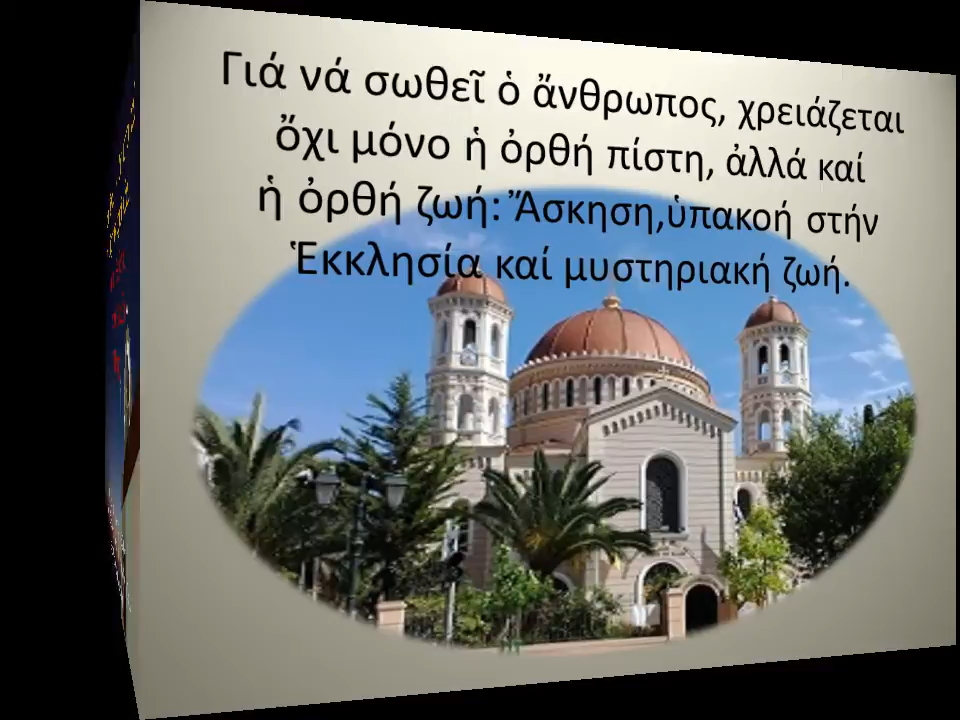 Γιά νά σωθεῖ ὁ ἄνθρωπος, χρειάζεται
ὄχι μόνο ἡ ὀρθή πίστη, ἀλλά καί
ἡ ὀρθή ζωή: Ἄσκηση,ὑπακοή στήν
Ἐκκλησία καί μυστηριακή ζωή.